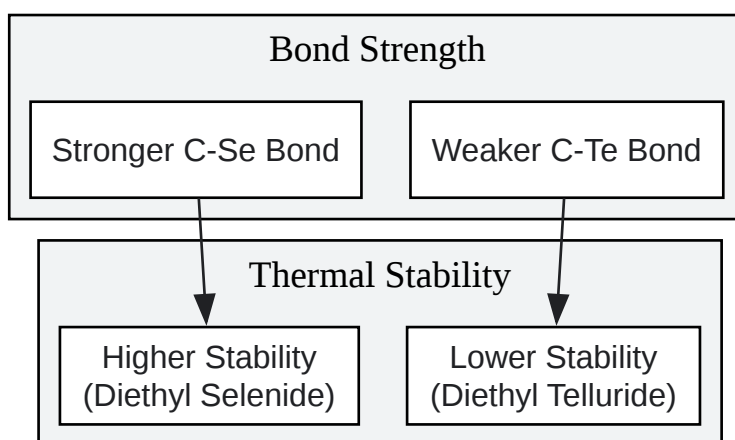 Bond Strength
Stronger C-Se Bond
Weaker C-Te Bond
Thermal Stability
Higher Stability
(Diethyl Selenide)
Lower Stability
(Diethyl Telluride)